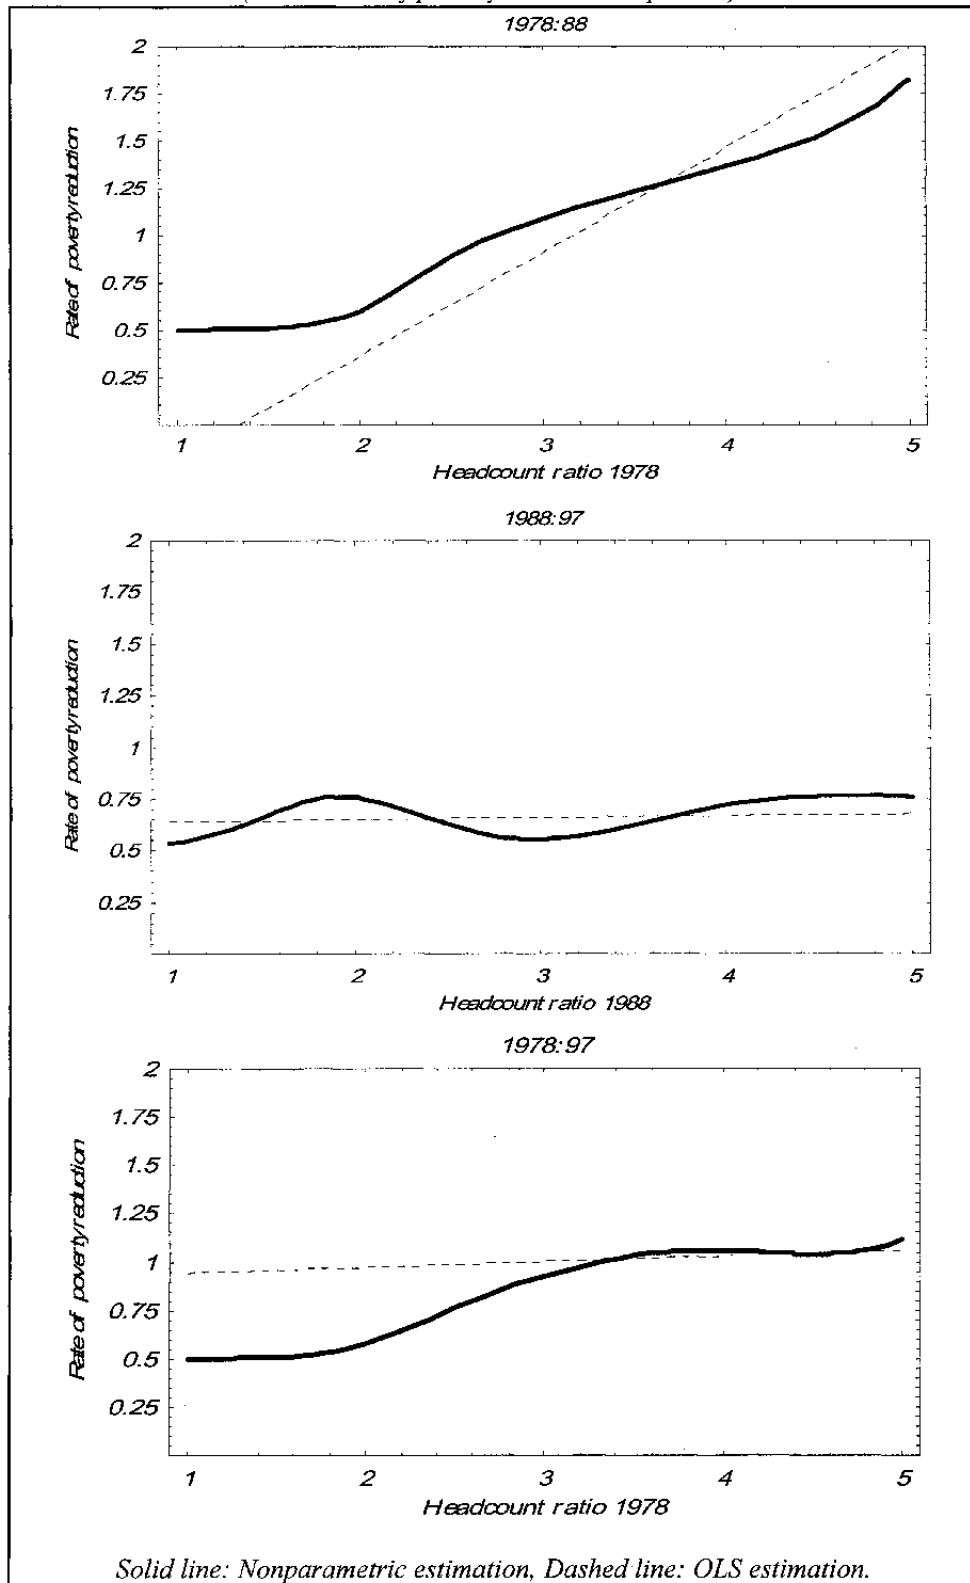 1978:88
2
1.75
1.5
1.25
1
0.75
0.5
0.25
Rate of poverty reduction
1 2 3 4 5
Headcount ratio 1978
1988:97
2
1.75
1.5
1.25
1
0.75
0.5
0.25
Rate of poverty reduction
1 2 3 4 5
Headcount ratio 1988
1978:97
2
1.75
1.5
1.25
1
0.75
0.5
0.25
Rate of poverty reduction
1 2 3 4 5
Headcount ratio 1978
Solid line: Nonparametric estimation, Dashed line: OLS estimation.